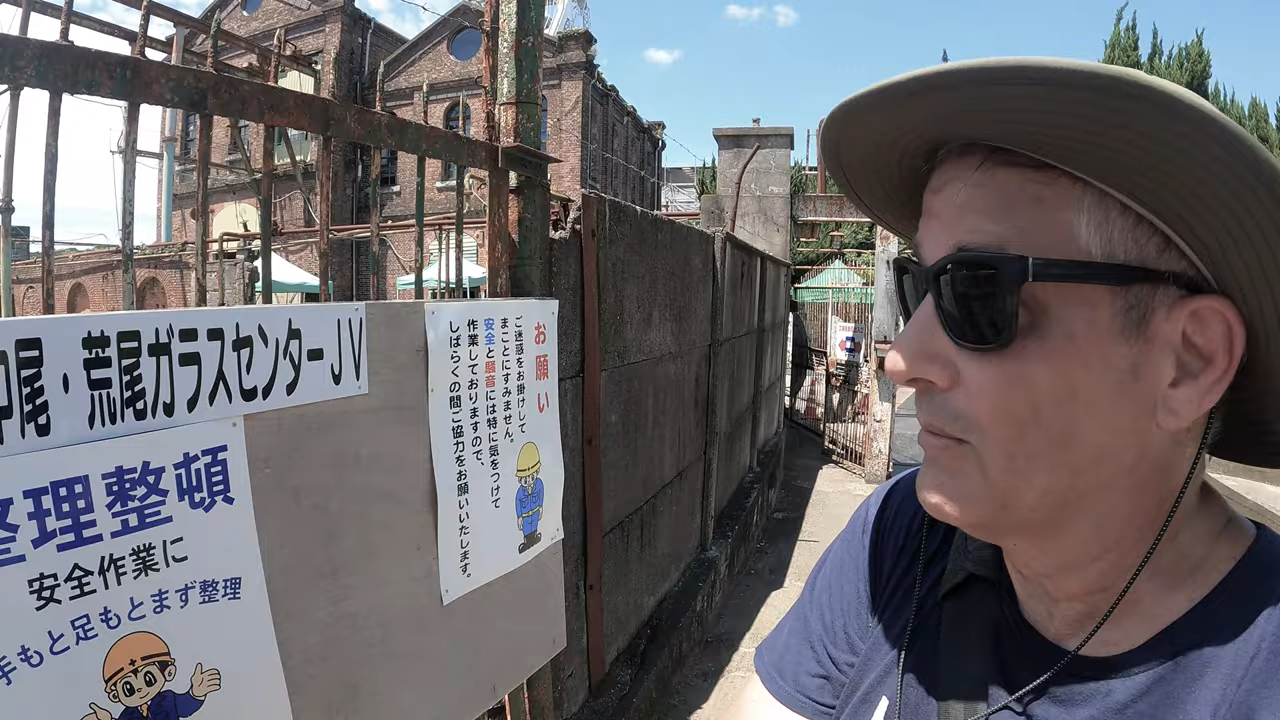 尾・荒尾ガラスセンターJV
整理整頓
安全作業に
手もと足もとまず整理
お願い
ご迷惑をお掛けして
まことにすみません。
安全と騒音には特に気をつけて
作業しておりますので、
しばらくの間ご協力をお願いいたします。